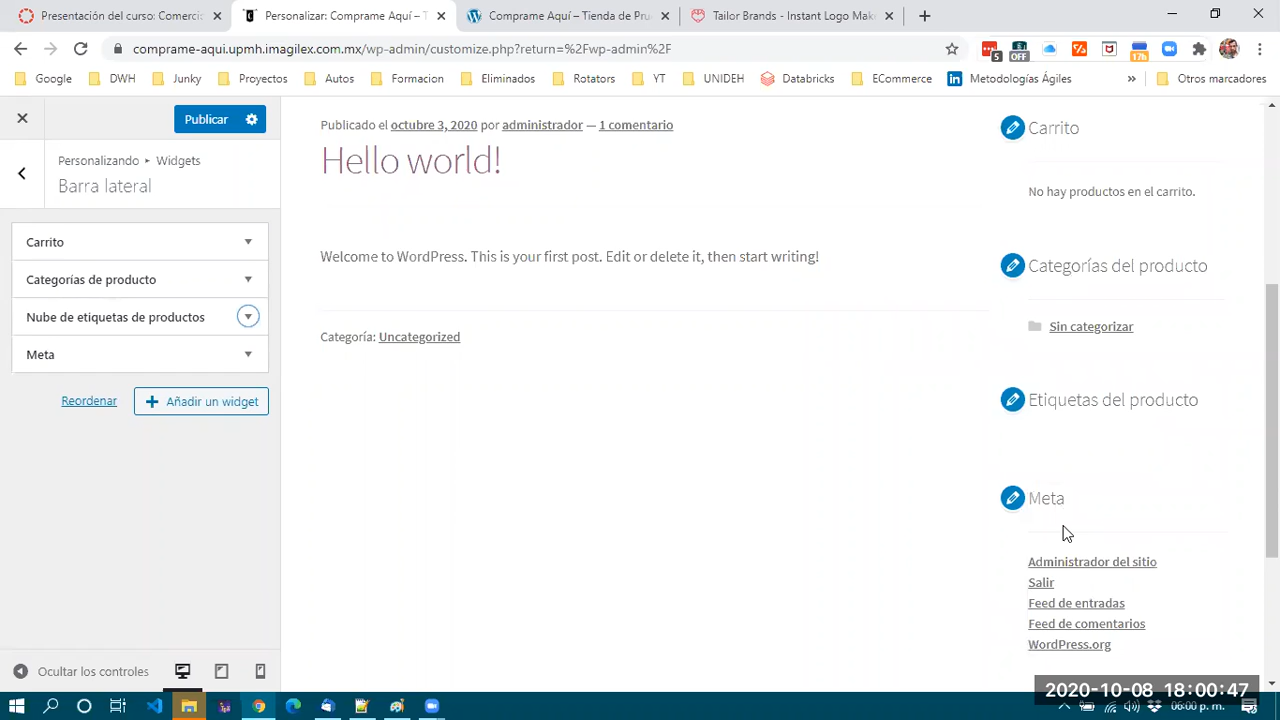 Presentación del curso: Comercio
Personalizar: Comprame Aquí – T
Comprame Aquí – Tienda de Pru
Tailor Brands - Instant Logo Mak
comprame-aqui.upmh.imagilex.com.mx/wp-admin/customize.php?return=%2Fwp-admin%2F
5
OFF
17h
Google
DWH
Junky
Proyectos
Autos
Formacion
Eliminados
Rotators
YT
UNIDEH
Databricks
ECommerce
Metodologías Ágiles
»
Otros marcadores
Publicar
Personalizando ▸ Widgets
Barra lateral
Carrito
Categorías de producto
Nube de etiquetas de productos
Meta
Reordenar
Añadir un widget
Ocultar los controles
Publicado el octubre 3, 2020 por administrador — 1 comentario
Hello world!
Welcome to WordPress. This is your first post. Edit or delete it, then start writing!
Categoría: Uncategorized
Carrito
No hay productos en el carrito.
Categorías del producto
Sin categorizar
Etiquetas del producto
Meta
Administrador del sitio
Salir
Feed de entradas
Feed de comentarios
WordPress.org
2020-10-08 18:00:47
06:00 p. m.